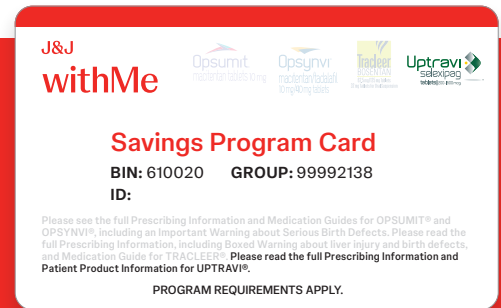 J&J
withMe
Opsumit
macitentan tablets 10 mg
Opsynvi
macitentan/tadalafil
10 mg/40 mg tablets
Tracleer
BOSENTAN
Uptravi
selexipag
Savings Program Card
BIN: 610020 GROUP: 99992138
ID:
Please see the full Prescribing Information and Medication Guides for OPSUMIT® and
OPSYNVI®, including an Important Warning about Serious Birth Defects. Please read the
full Prescribing Information, including Boxed Warning about liver injury and birth defects,
and Medication Guide for TRACLEER®. Please read the full Prescribing Information and
Patient Product Information for UPTRAVI®.
PROGRAM REQUIREMENTS APPLY.